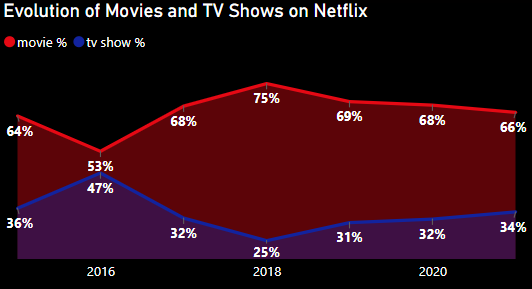 Evolution of Movies and TV Shows on Netflix
movie % tv show %
64% 53% 68% 75% 69% 68% 66%
36% 47% 32% 25% 31% 32% 34%
2016 2018 2020